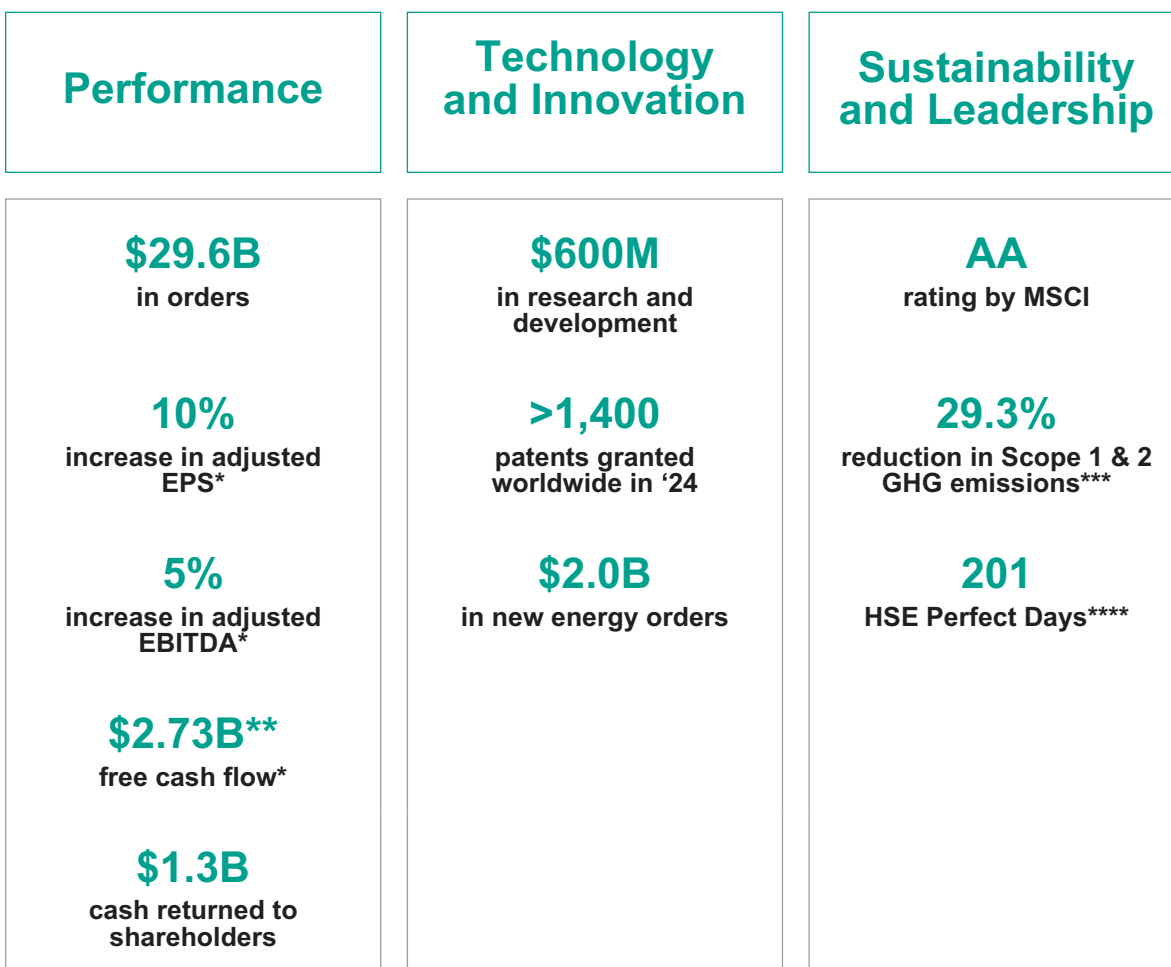 Performance
Technology
and Innovation
Sustainability
and Leadership
$29.6B
in orders
10%
increase in adjusted
EPS*
5%
increase in adjusted
EBITDA*
$2.73B**
free cash flow*
$1.3B
cash returned to
shareholders
$600M
in research and
development
>1,400
patents granted
worldwide in ‘24
$2.0B
in new energy orders
AA
rating by MSCI
29.3%
reduction in Scope 1 & 2
GHG emissions***
201
HSE Perfect Days****